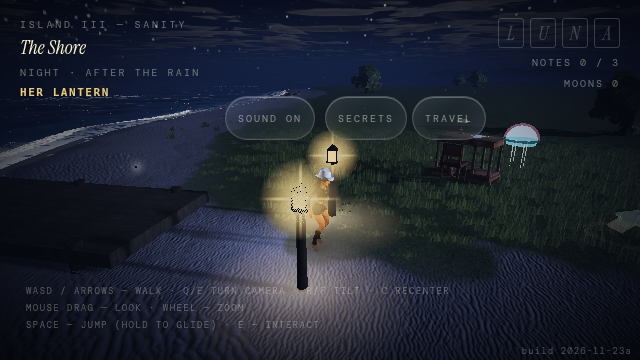 ISLAND III — SANITY
The Shore
NIGHT · AFTER THE RAIN
HER LANTERN
L U N A
NOTES 0 / 3
MOONS 0
SOUND ON
SECRETS
TRAVEL
WASD / ARROWS — WALK · Q/E TURN CAMERA · R/F TILT · C RECENTER
MOUSE DRAG — LOOK · WHEEL — ZOOM
SPACE — JUMP (HOLD TO GLIDE) · E — INTERACT
build 2026-11-23a